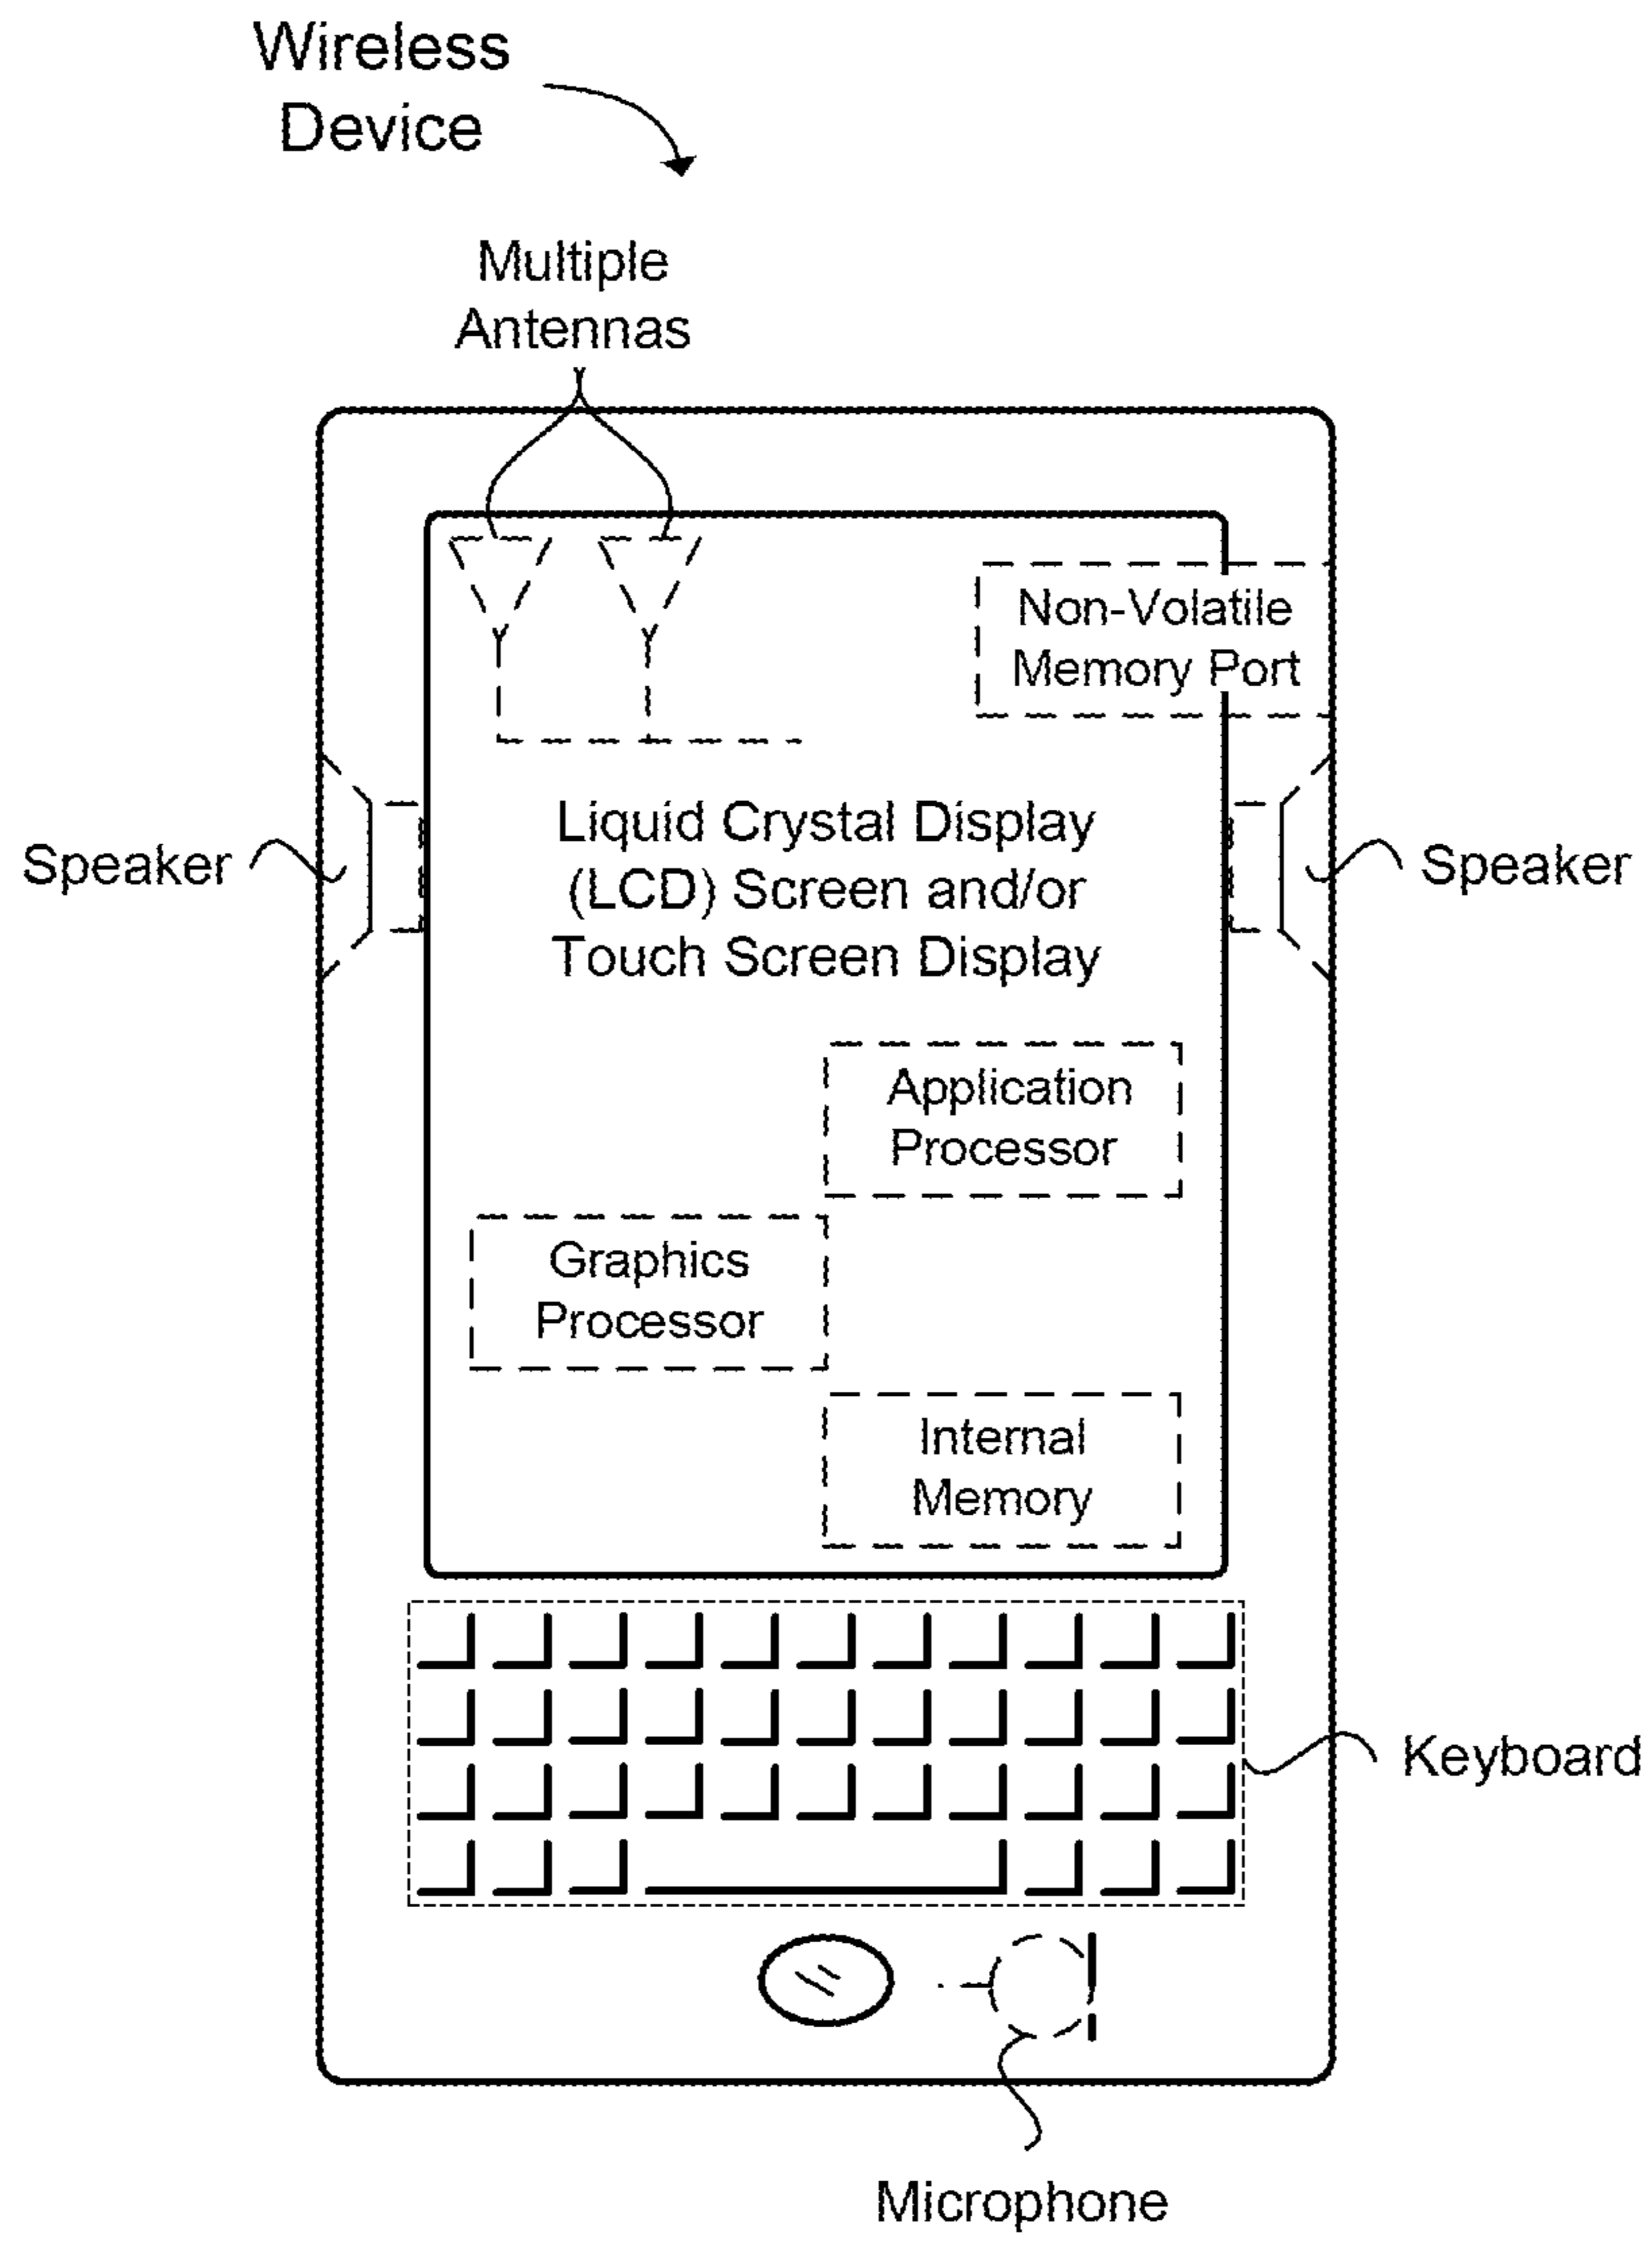 Wireless
Device
Multiple
Antennas
Non-Volatile
Memory Port
Liquid Crystal Display
(LCD) Screen and/or
Touch Screen Display
Speaker
Speaker
Application
Processor
Graphics
Processor
Internal
Memory
Keyboard
Microphone